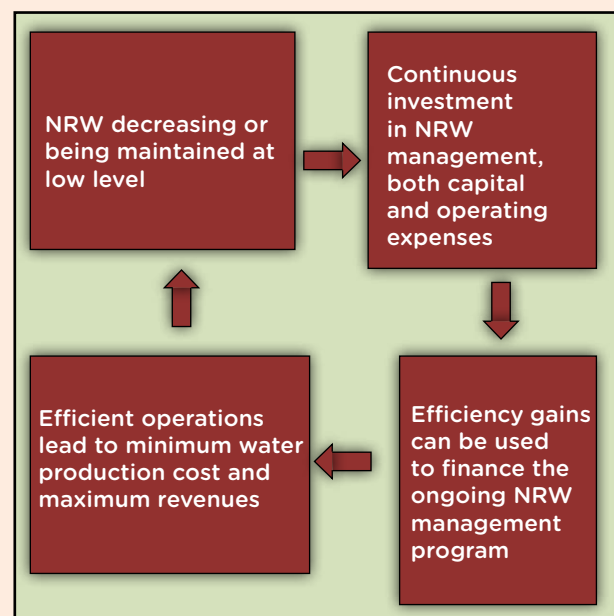 NRW decreasing or
being maintained at
low level
Continuous
investment
in NRW
management,
both capital
and operating
expenses
Efficient operations
lead to minimum water
production cost and
maximum revenues
Efficiency gains
can be used
to finance the
ongoing NRW
management
program